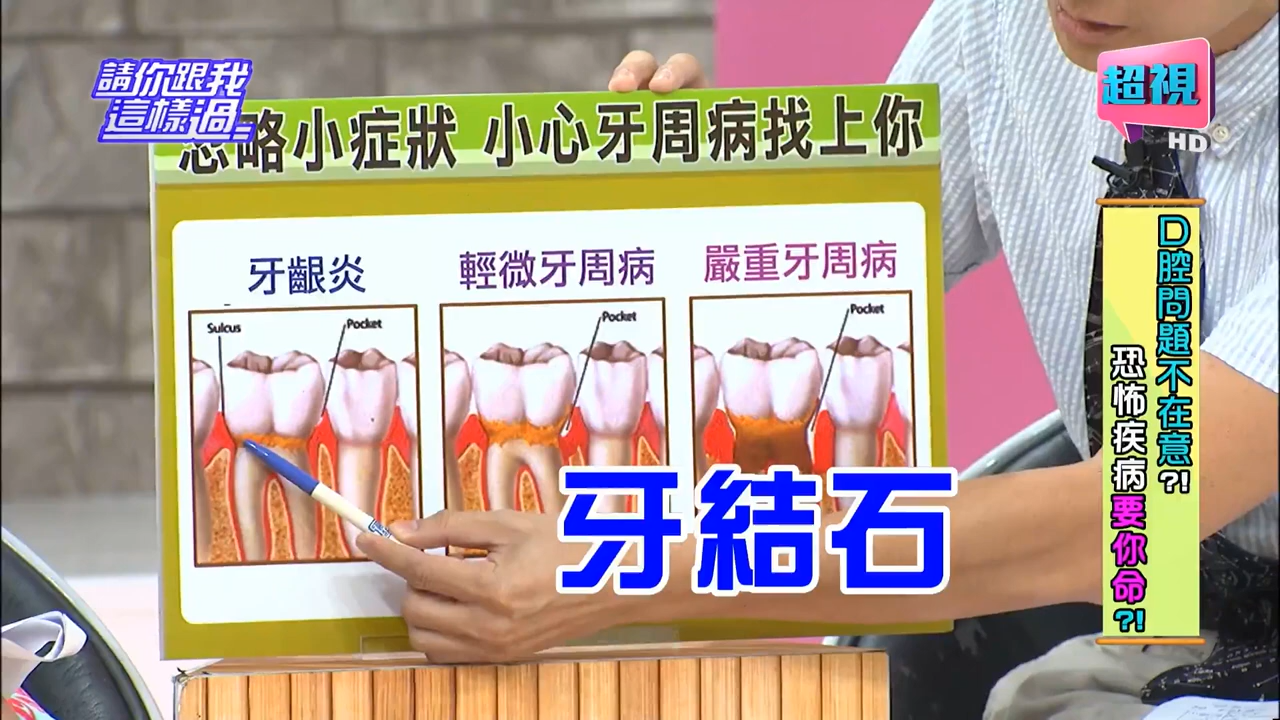 請你跟我
這樣過
超視
HD
忽略小症狀 小心牙周病找上你
牙齦炎
輕微牙周病
嚴重牙周病
Sulcus
Pocket
Pocket
Pocket
牙結石
D腔問題不在意?!
恐怖疾病要你命?!